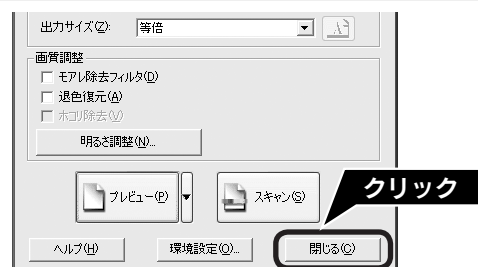 出力サイズ(Z): 等倍
画質調整
モアレ除去フィルタ(D)
退色復元(A)
ホコリ除去(V)
明るさ調整(N)...
プレビュー(P) スキャン(S)
クリック
ヘルプ(H) 環境設定(O)... 閉じる(C)